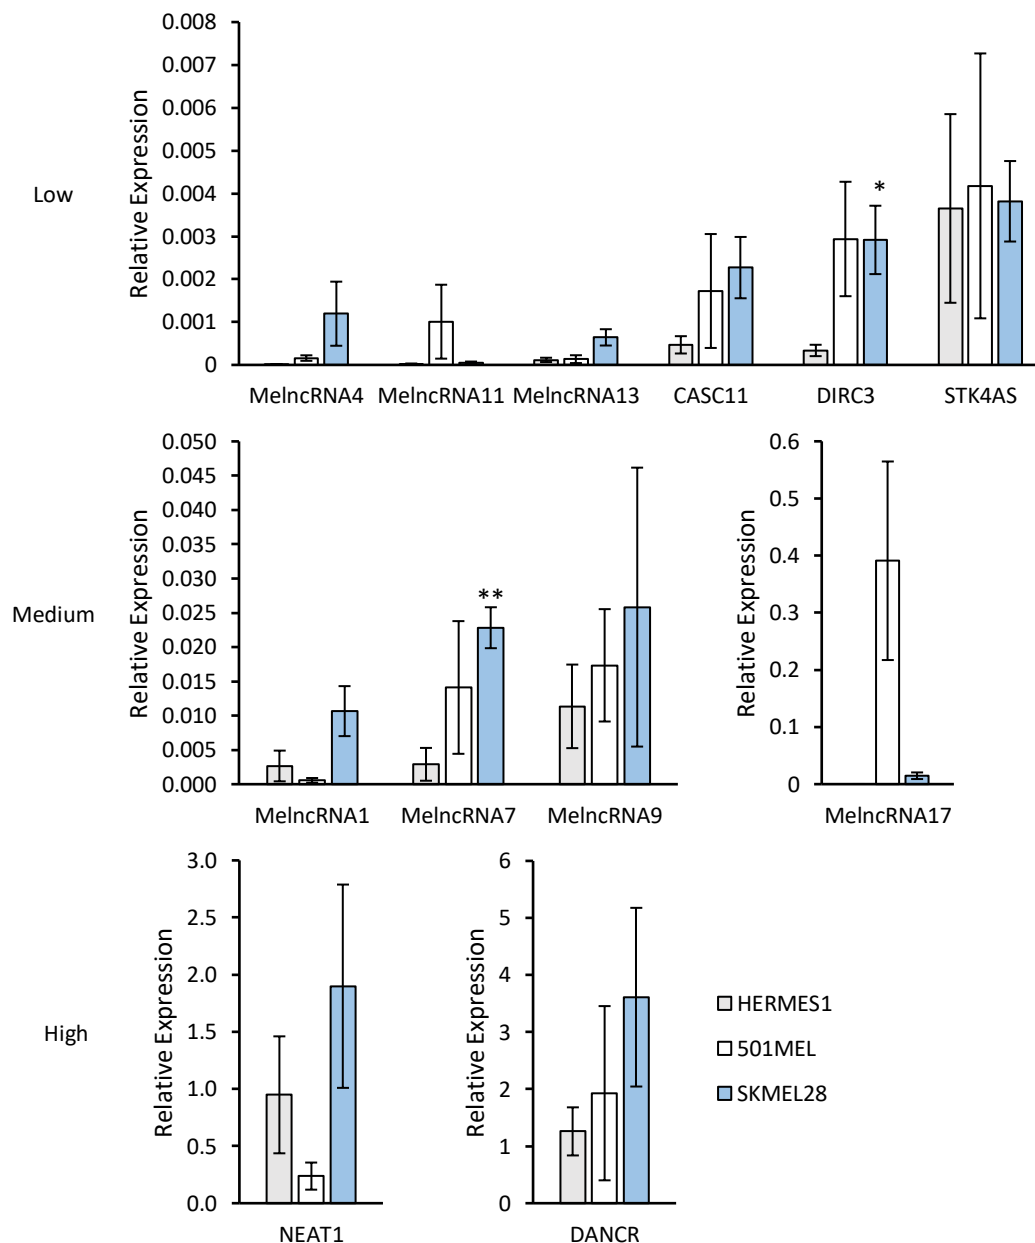 Low
Relative Expression
0.008
0.007
0.006
0.005
0.004
0.003
0.002
0.001
0
*
MelncRNA4 MelncRNA11 MelncRNA13 CASC11 DIRC3 STK4AS
Medium
Relative Expression
0.050
0.045
0.040
0.035
0.030
0.025
0.020
0.015
0.010
0.005
0.000
**
MelncRNA1 MelncRNA7 MelncRNA9
Relative Expression
0.6
0.5
0.4
0.3
0.2
0.1
0
MelncRNA17
High
Relative Expression
3.0
2.5
2.0
1.5
1.0
0.5
0.0
NEAT1
Relative Expression
6
5
4
3
2
1
0
DANCR
HERMES1
501MEL
SKMEL28